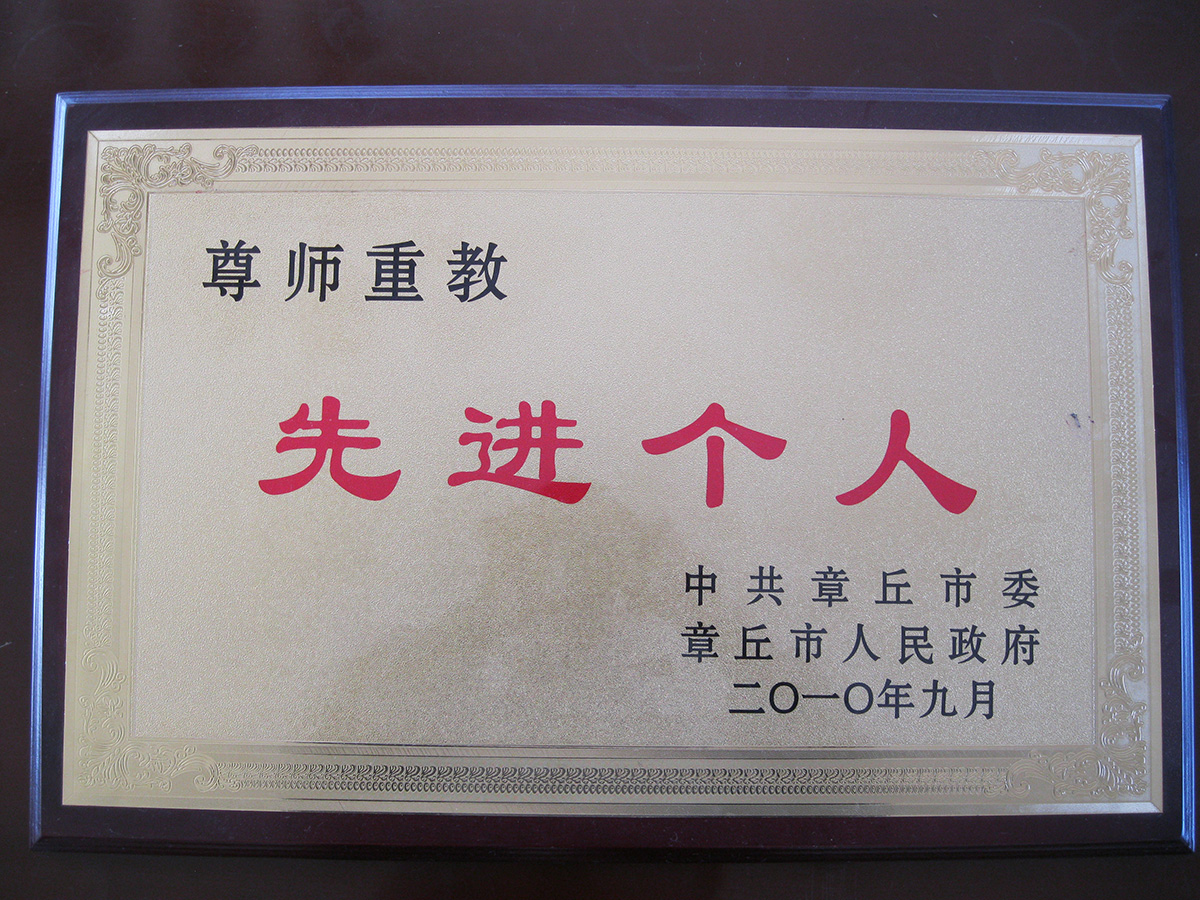 尊师重教
先进个人
中共章丘市委
章丘市人民政府
二〇一〇年九月